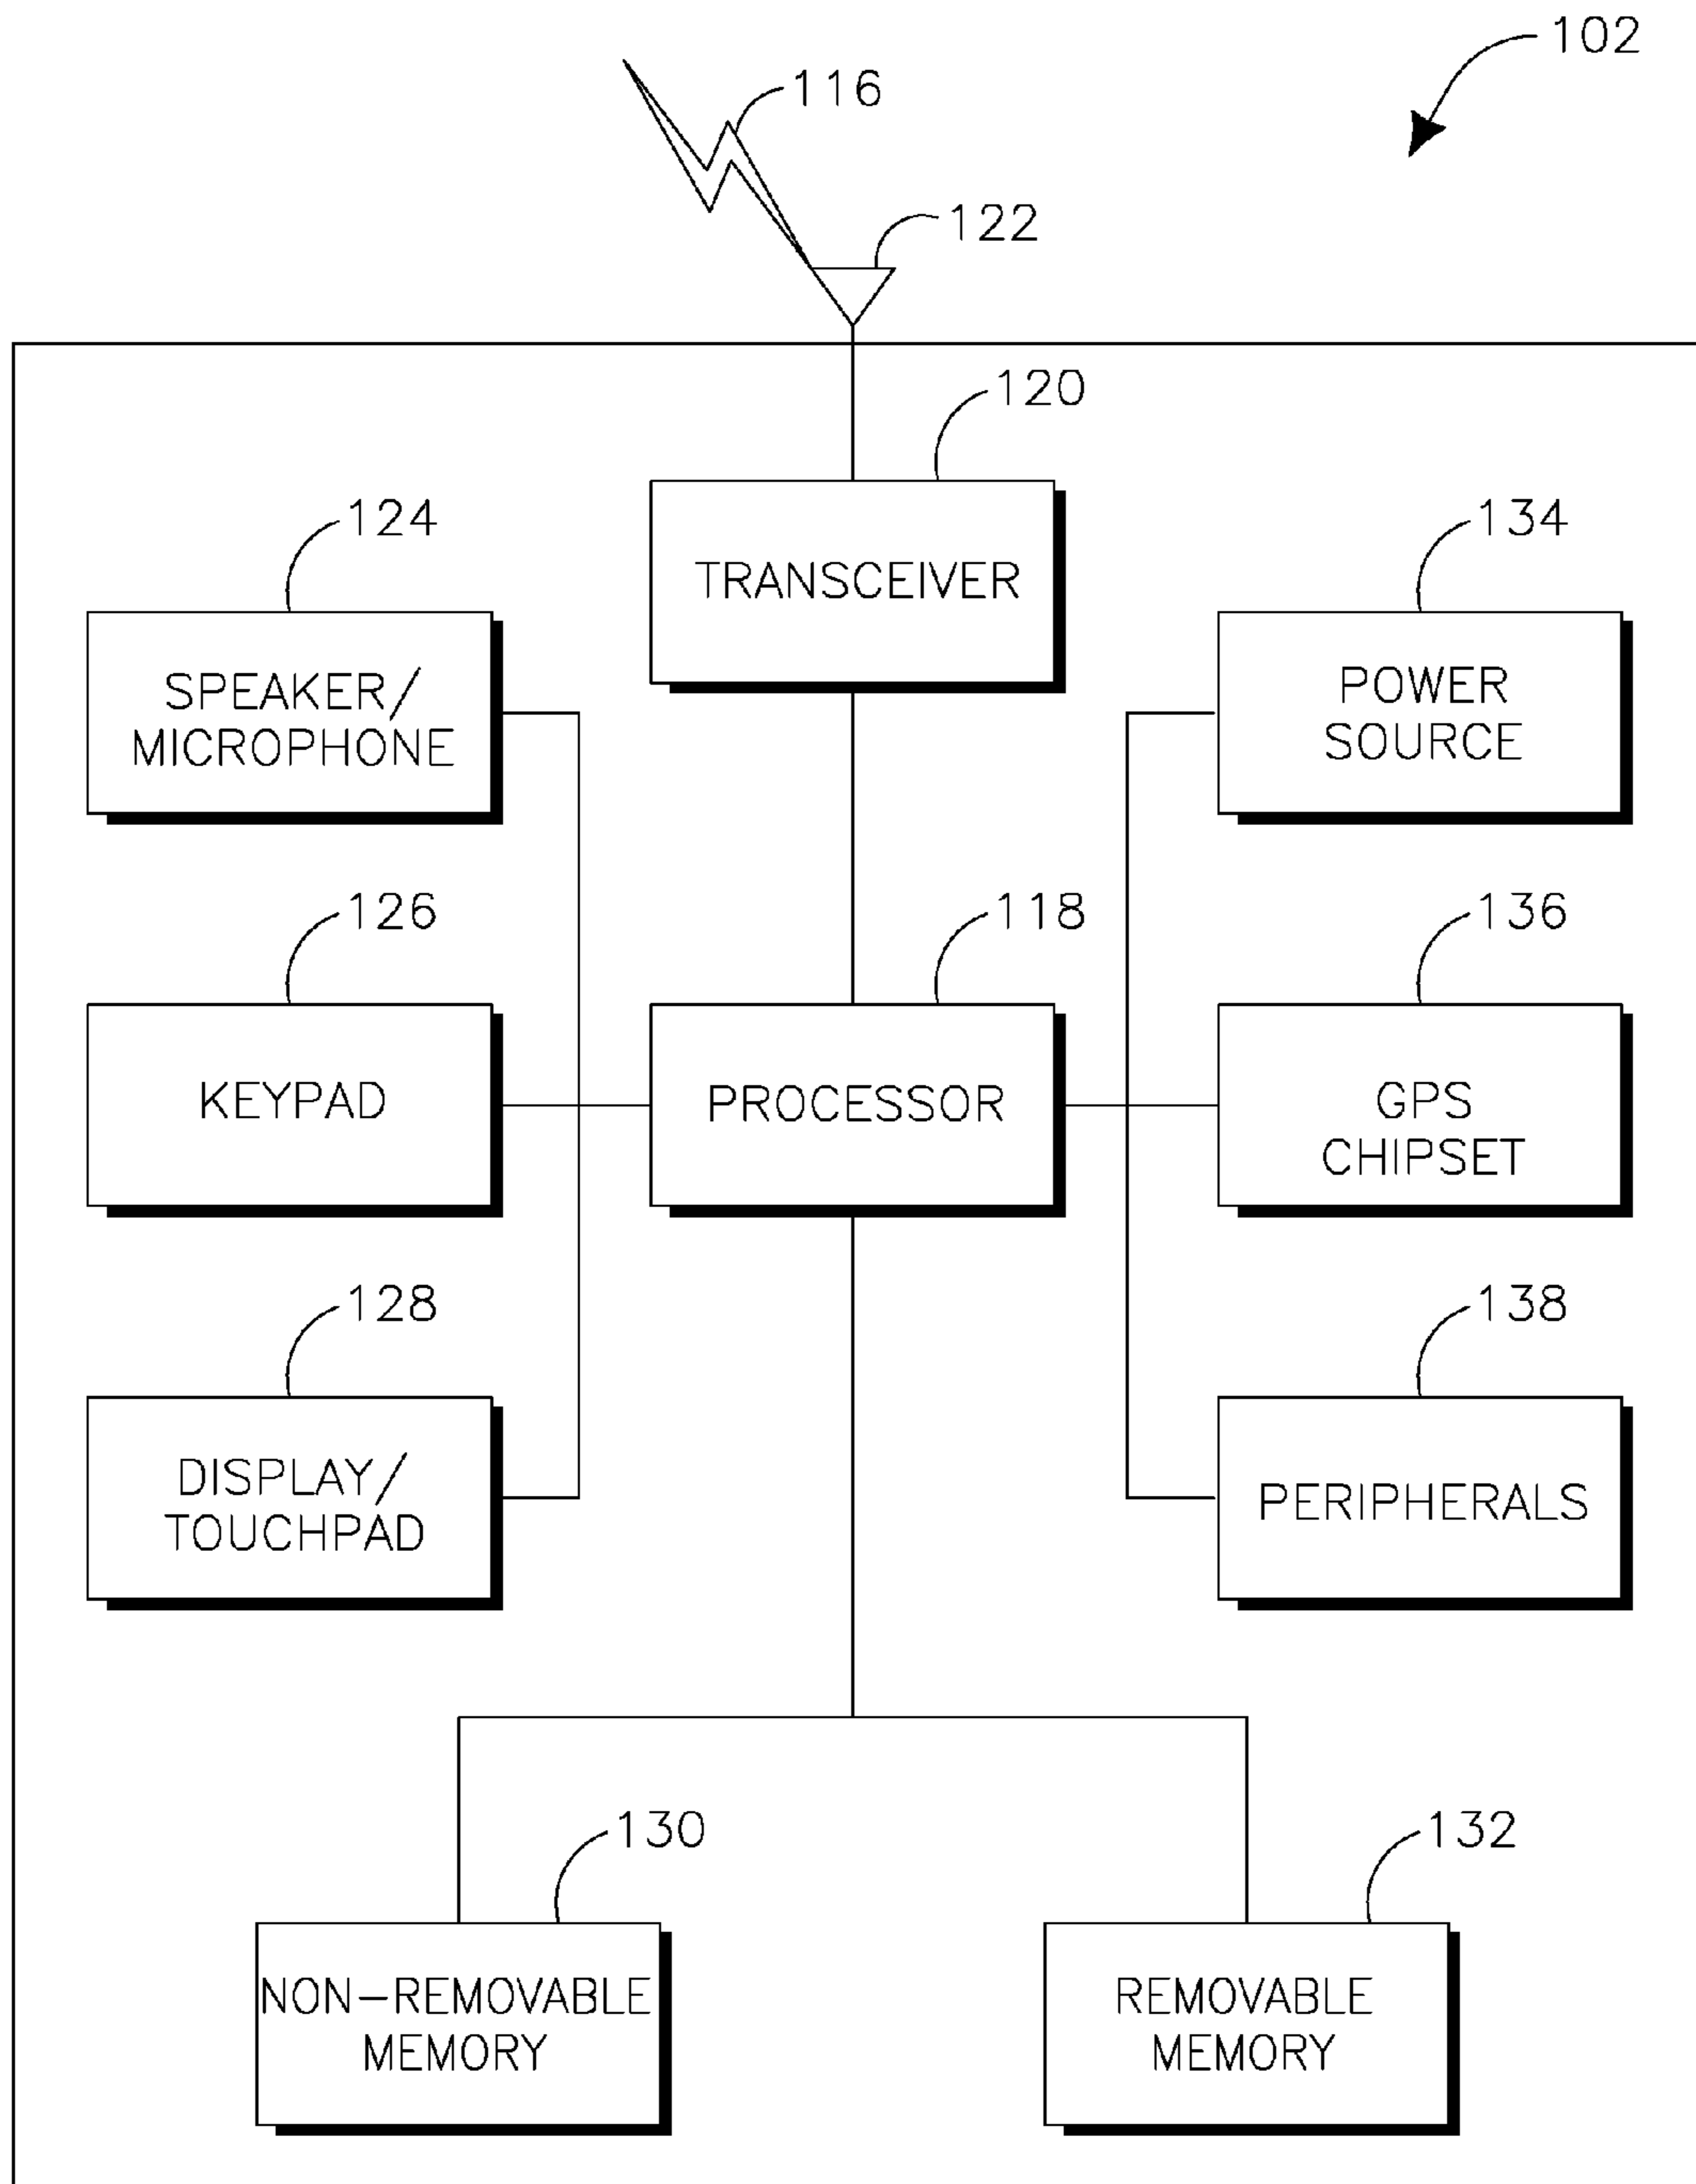 102
116
122
120
TRANSCEIVER
124
SPEAKER/
MICROPHONE
134
POWER
SOURCE
126
KEYPAD
118
PROCESSOR
136
GPS
CHIPSET
128
DISPLAY/
TOUCHPAD
138
PERIPHERALS
130
NON-REMOVABLE
MEMORY
132
REMOVABLE
MEMORY